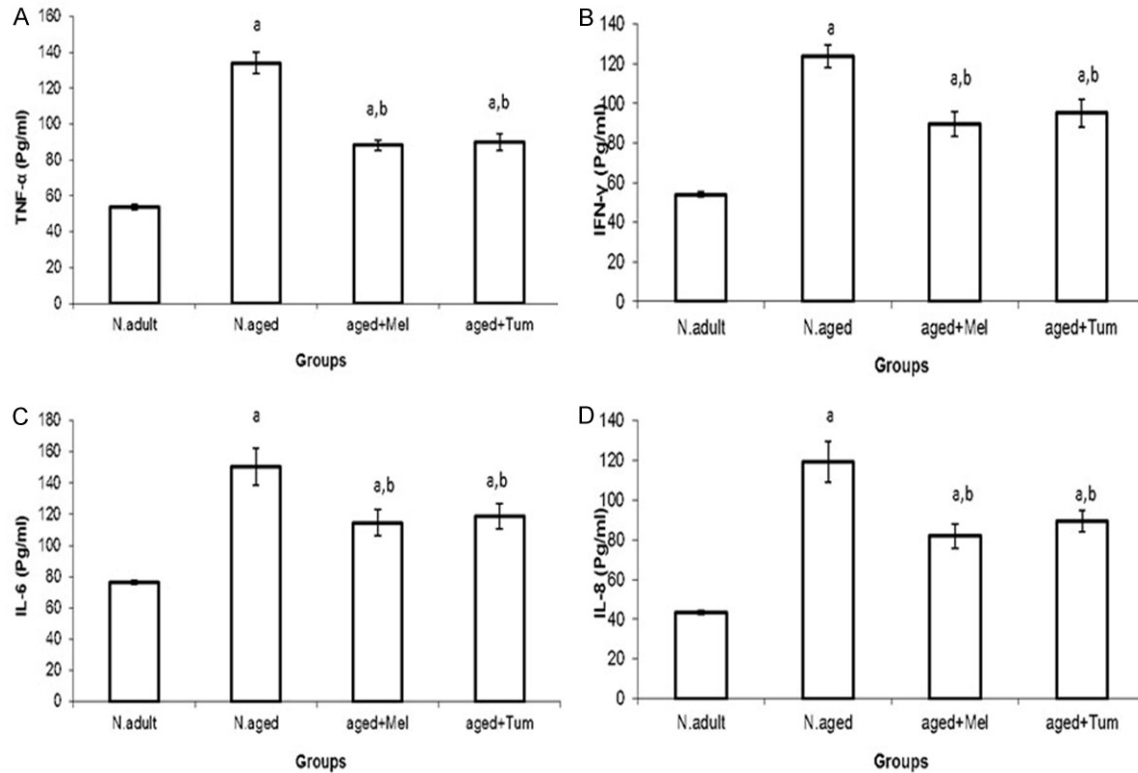 A
160
140
120
100
80
60
40
20
0
TNF-α (Pg/ml)
a
a,b
a,b
N.adult N.aged aged+Mel aged+Tum
Groups
B
140
120
100
80
60
40
20
0
IFN-γ (Pg/ml)
a
a,b
a,b
N.adult N.aged aged+Mel aged+Tum
Groups
C
180
160
140
120
100
80
60
40
20
0
IL-6 (Pg/ml)
a
a,b
a,b
N.adult N.aged aged+Mel aged+Tum
Groups
D
140
120
100
80
60
40
20
0
IL-8 (Pg/ml)
a
a,b
a,b
N.adult N.aged aged+Mel aged+Tum
Groups